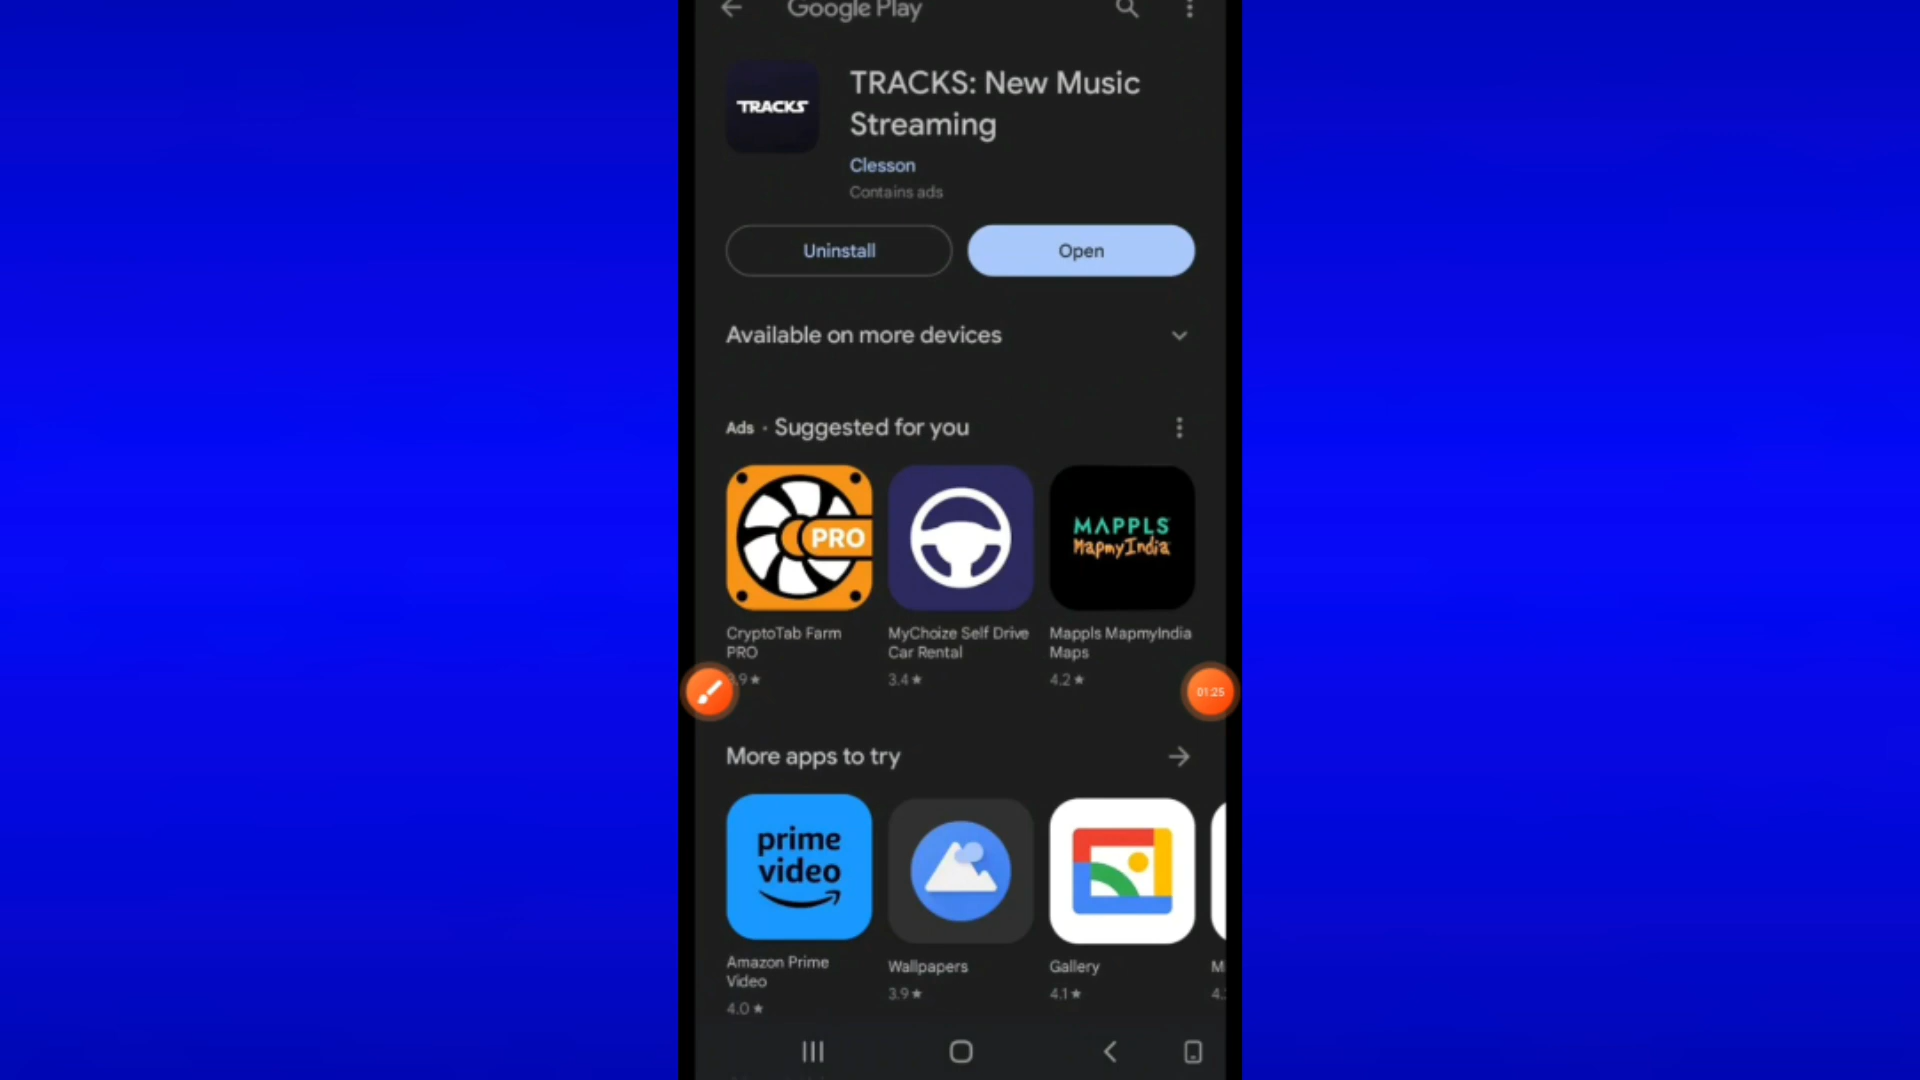 Google Play
TRACKS
TRACKS: New Music
Streaming
Clesson
Contains ads
Uninstall
Open
Available on more devices
Ads · Suggested for you
PRO
MAPPLS
MapmyIndia
CryptoTab Farm
PRO
MyChoize Self Drive
Car Rental
Mappls MapmyIndia
Maps
.9★
3.4★
4.2★
01:25
More apps to try
prime
video
Amazon Prime
Video
4.0★
Wallpapers
3.9★
Gallery
4.1★
M
4.